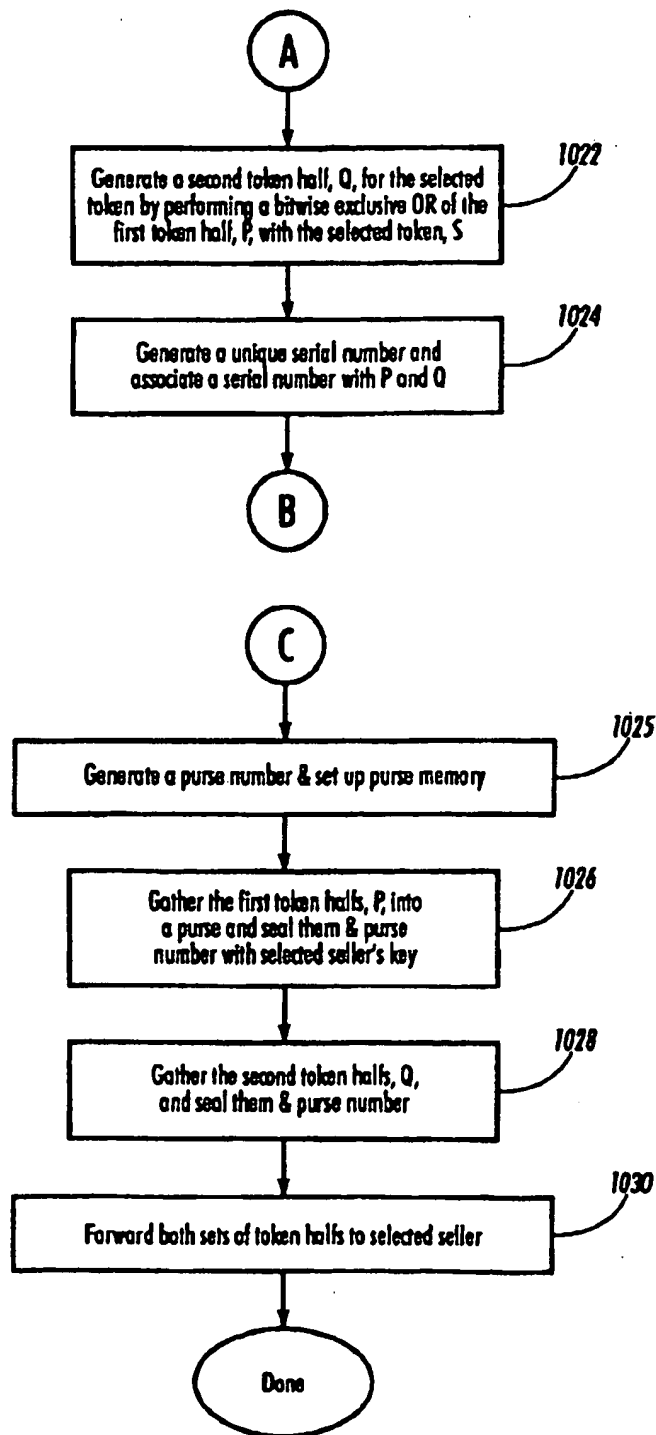 A
1022
Generate a second token half, Q, for the selected
token by performing a bitwise exclusive OR of the
first token half, P, with the selected token, S
1024
Generate a unique serial number and
associate a serial number with P and Q
B
C
1025
Generate a purse number & set up purse memory
1026
Gather the first token halfs, P, into
a purse and seal them & purse
number with selected seller's key
1028
Gather the second token halfs, Q,
and seal them & purse number
1030
Forward both sets of token halfs to selected seller
Done